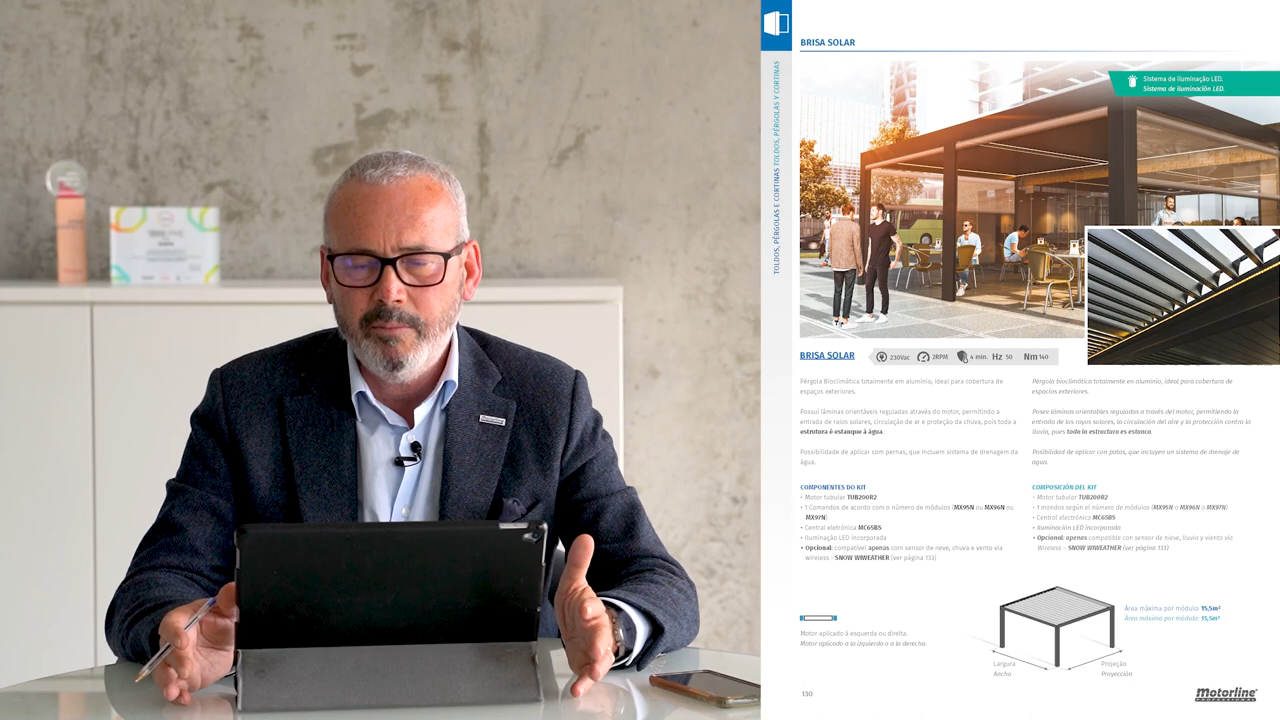 BRISA SOLAR
Sistema de Iluminação LED.
Sistema de iluminación LED.
TOLDOS, PÉRGOLAS E CORTINAS TOLDOS, PÉRGOLAS Y CORTINAS
BRISA SOLAR
230Vac 2RPM 4 min. Hz 50 Nm 140
Pérgola Bioclimática totalmente em alumínio, ideal para cobertura de
espaços exteriores.
Possui lâminas orientáveis reguladas através do motor, permitindo a
entrada de raios solares, circulação de ar e proteção da chuva, pois toda a
estrutura é estanque à água.
Possibilidade de aplicar com pernas, que incluem sistema de drenagem da
água.
COMPONENTES DO KIT
• Motor tubular TUB200R2
• 1 Comandos de acordo com o número de módulos (MX95N ou MX96N ou
MX97N)
• Central eletrónica MC65BS
• Iluminação LED incorporada
• Opcional: compatível apenas com sensor de neve, chuva e vento via
wireless - SNOW WIWEATHER (ver página 133)
Pérgola bioclimática totalmente en aluminio, ideal para cobertura de
espacios exteriores.
Posee láminas orientables regulados a través del motor, permitiendo la
entrada de los rayos solares, la circulación del aire y la protección contra la
lluvia, pues toda la estructura es estanca.
Posibilidad de aplicar con patas, que incluyen un sistema de drenaje de
agua.
COMPOSICIÓN DEL KIT
• Motor tubular TUB200R2
• 1 mandos según el número de módulos (MX95N o MX96N o MX97N)
• Central electrónica MC65BS
• Iluminación LED incorporada
• Opcional: apenas compatible con sensor de nieve, lluvia y viento vía
Wireless - SNOW WIWEATHER (ver página 133)
Motor aplicado à esquerda ou direita.
Motor aplicado a la izquierda o a la derecha.
Área máxima por módulo: 15,5m²
Área máxima por módulo: 15,5m²
Largura
Ancho
Projeção
Proyección
130
Motorline
PROFESSIONAL